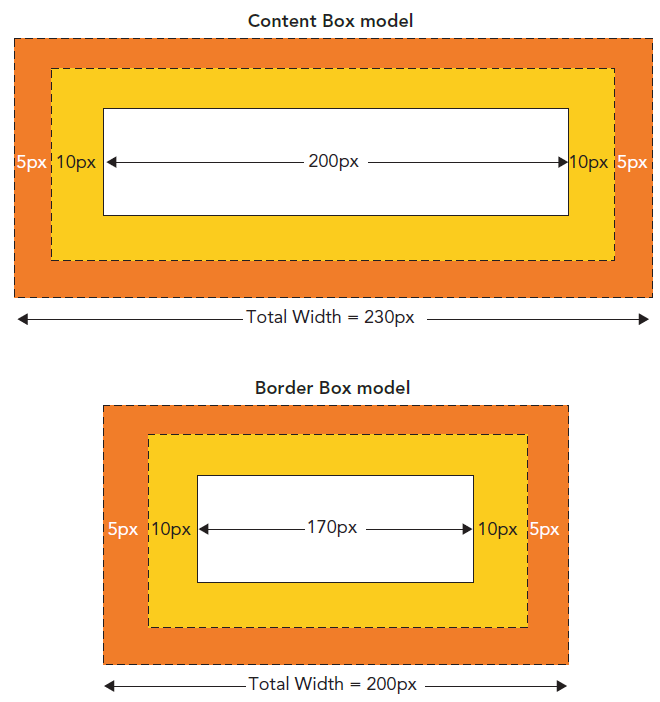 Content Box model
5px 10px 200px 10px 5px
Total Width = 230px
Border Box model
5px 10px 170px 10px 5px
Total Width = 200px